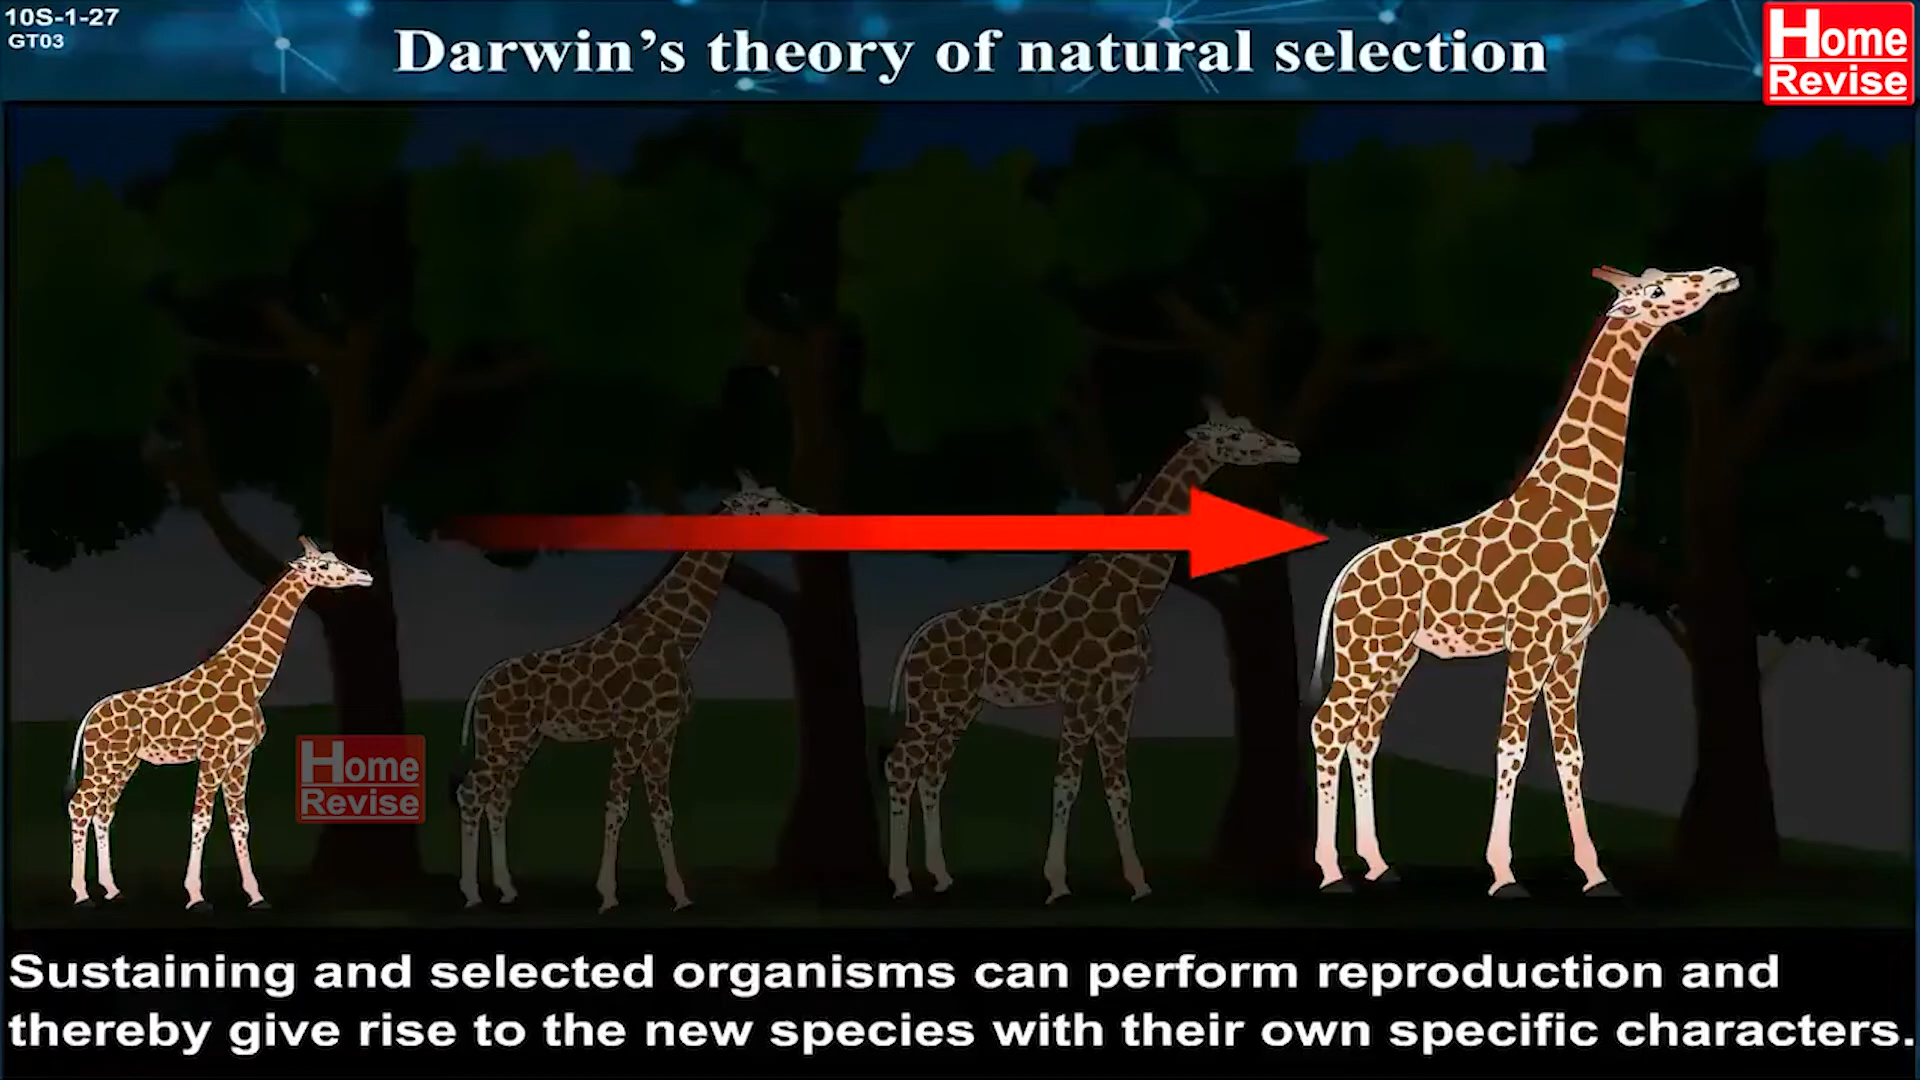 10S-1-27
GT03
Darwin's theory of natural selection
Home
Revise
Home
Revise
Sustaining and selected organisms can perform reproduction and
thereby give rise to the new species with their own specific characters.